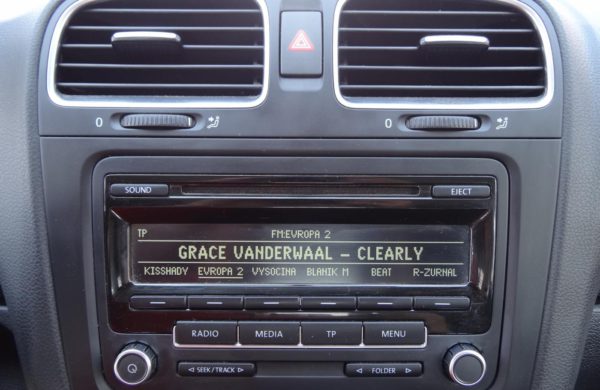 0 0
SOUND EJECT
TP FM:EVROPA 2
GRACE VANDERWAAL – CLEARLY
KISSHADY EVROPA 2 VYSOCINA BLANIK M BEAT R-ZURNAL
RADIO MEDIA TP MENU
◁ SEEK/TRACK ▷ ◁ FOLDER ▷